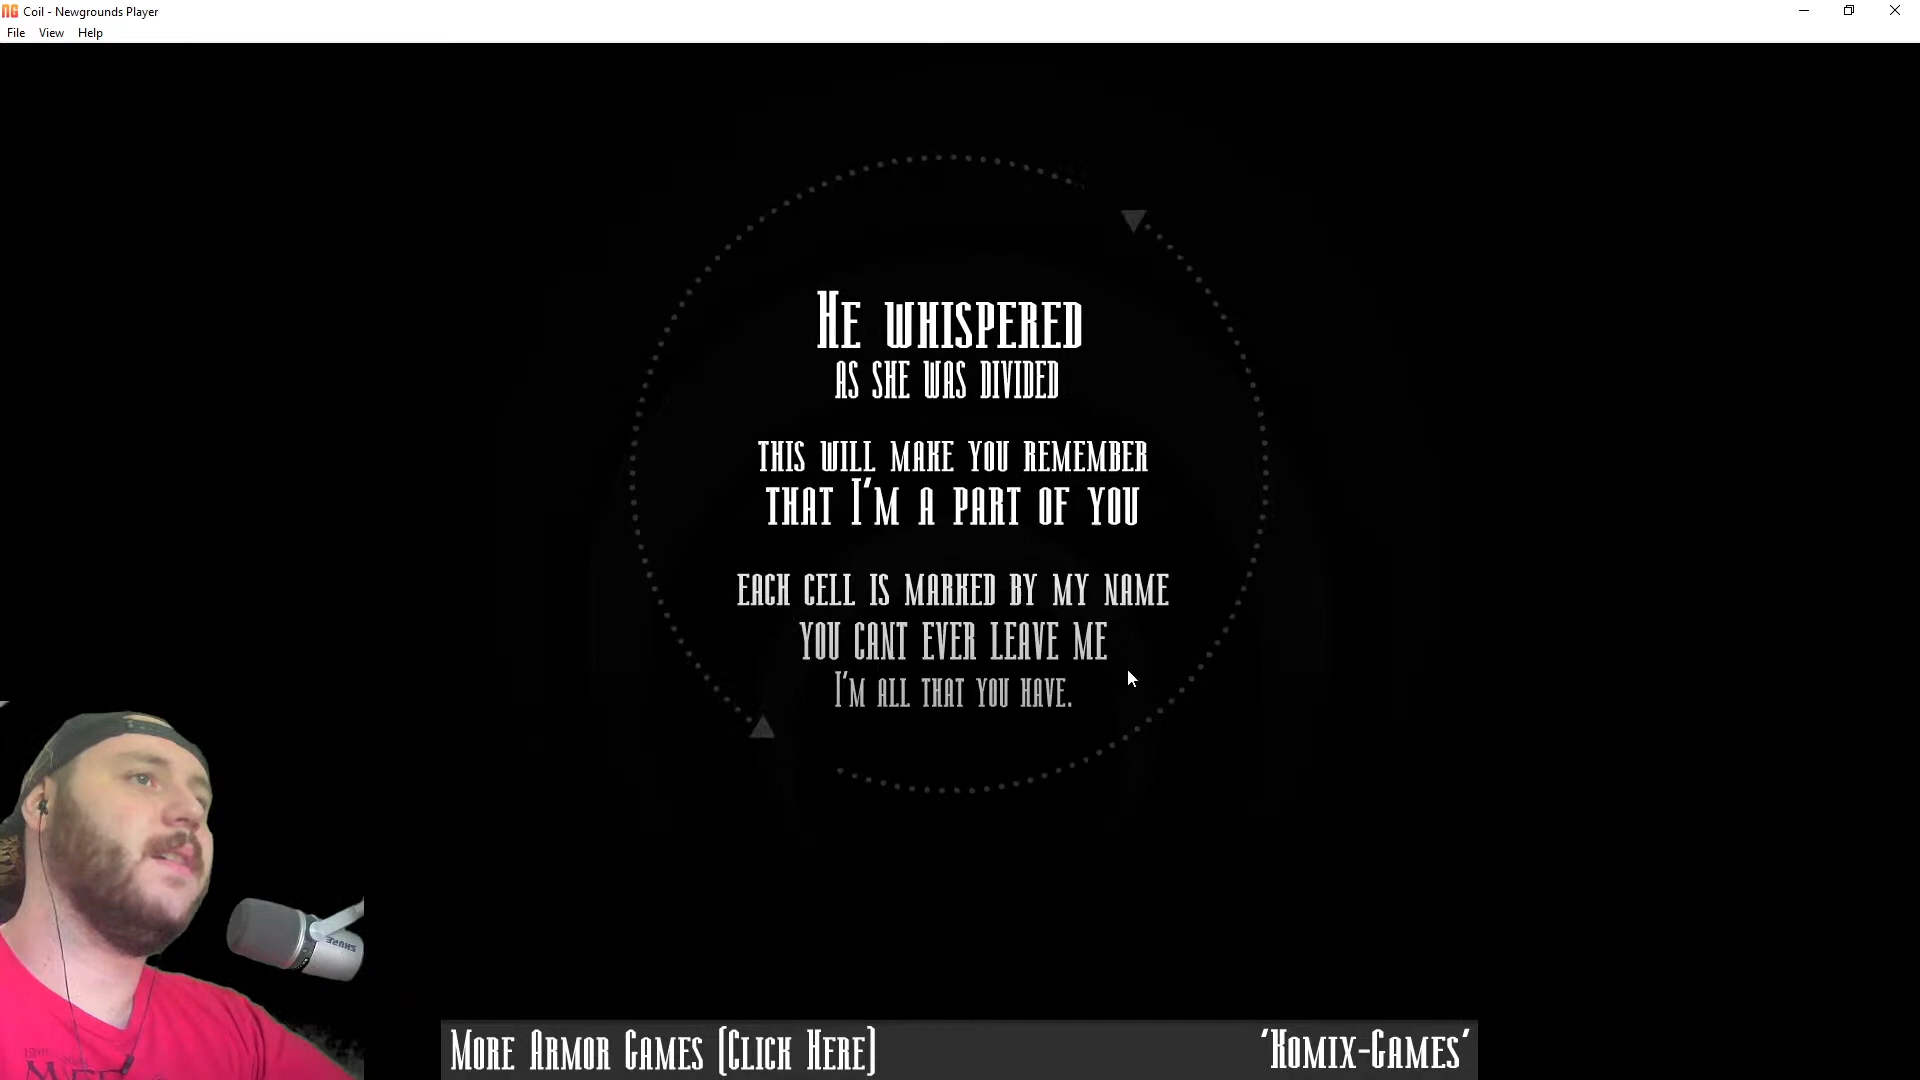 Coil - Newgrounds Player
File View Help
He whispered
as she was divided
this will make you remember
that I'm a part of you
each cell is marked by my name
you cant ever leave me
I'm all that you have.
SHURE
More Armor Games (Click Here)
'Komix-Games'